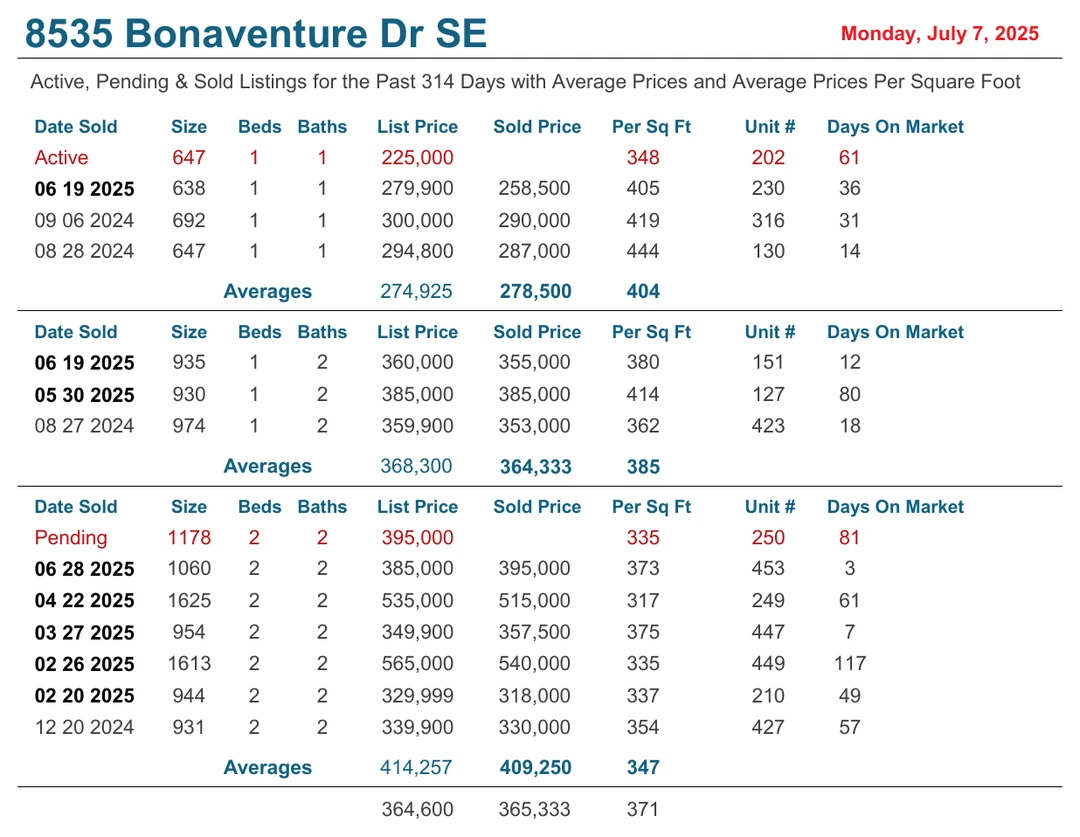 8535 Bonaventure Dr SE Monday, July 7, 2025
Active, Pending & Sold Listings for the Past 314 Days with Average Prices and Average Prices Per Square Foot
Date Sold Size Beds Baths List Price Sold Price Per Sq Ft Unit # Days On Market
Active 647 1 1 225,000 348 202 61
06 19 2025 638 1 1 279,900 258,500 405 230 36
09 06 2024 692 1 1 300,000 290,000 419 316 31
08 28 2024 647 1 1 294,800 287,000 444 130 14
Averages 274,925 278,500 404
Date Sold Size Beds Baths List Price Sold Price Per Sq Ft Unit # Days On Market
06 19 2025 935 1 2 360,000 355,000 380 151 12
05 30 2025 930 1 2 385,000 385,000 414 127 80
08 27 2024 974 1 2 359,900 353,000 362 423 18
Averages 368,300 364,333 385
Date Sold Size Beds Baths List Price Sold Price Per Sq Ft Unit # Days On Market
Pending 1178 2 2 395,000 335 250 81
06 28 2025 1060 2 2 385,000 395,000 373 453 3
04 22 2025 1625 2 2 535,000 515,000 317 249 61
03 27 2025 954 2 2 349,900 357,500 375 447 7
02 26 2025 1613 2 2 565,000 540,000 335 449 117
02 20 2025 944 2 2 329,999 318,000 337 210 49
12 20 2024 931 2 2 339,900 330,000 354 427 57
Averages 414,257 409,250 347
364,600 365,333 371